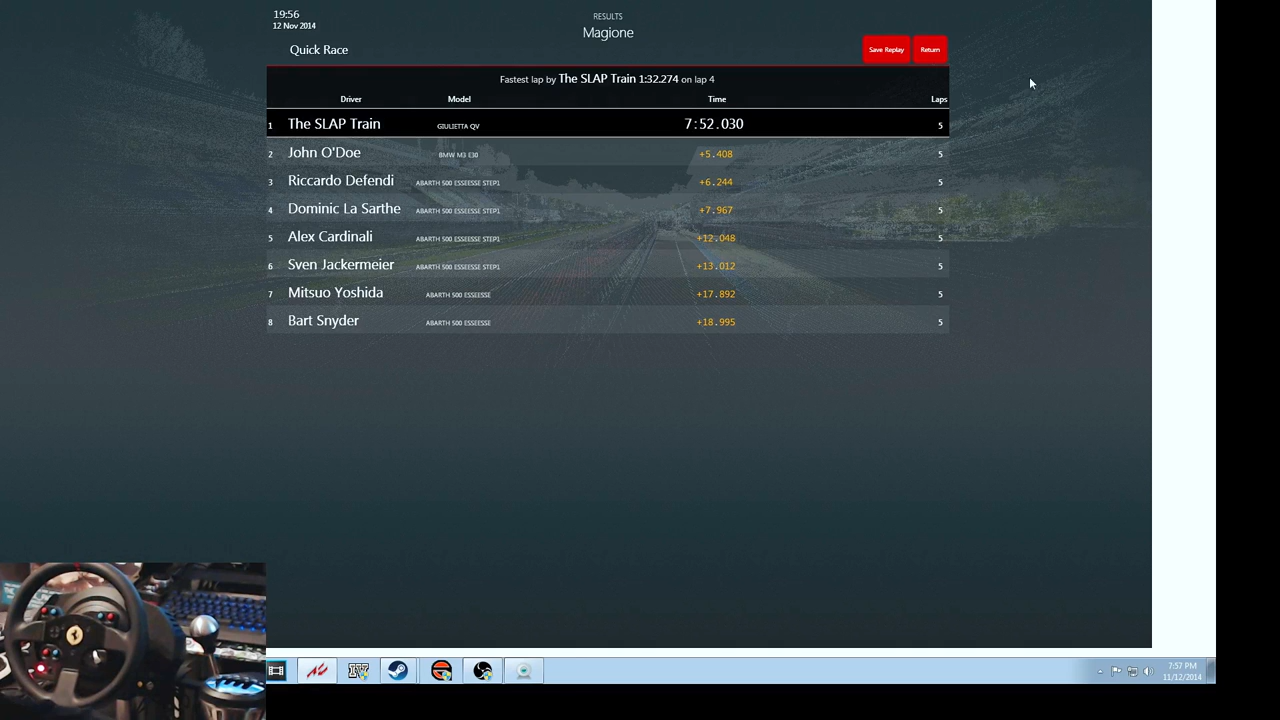 19:56
12 Nov 2014
RESULTS
Magione
Quick Race
Save Replay Return
Fastest lap by The SLAP Train 1:32.274 on lap 4
Driver Model Time Laps
1 The SLAP Train GIULIETTA QV 7:52.030 5
2 John O'Doe BMW M3 E30 +5.408 5
3 Riccardo Defendi ABARTH 500 ESSEESSE STEP1 +6.244 5
4 Dominic La Sarthe ABARTH 500 ESSEESSE STEP1 +7.967 5
5 Alex Cardinali ABARTH 500 ESSEESSE STEP1 +12.048 5
6 Sven Jackermeier ABARTH 500 ESSEESSE STEP1 +13.012 5
7 Mitsuo Yoshida ABARTH 500 ESSEESSE +17.892 5
8 Bart Snyder ABARTH 500 ESSEESSE +18.995 5
7:57 PM
11/12/2014